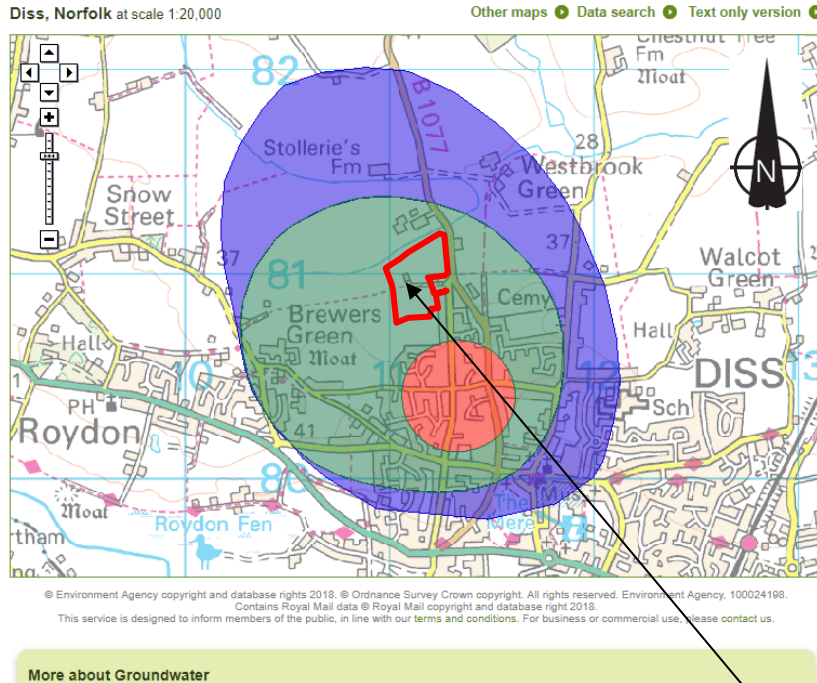 Diss, Norfolk at scale 1:20,000
Other maps Data search Text only version
Chestnut Tree
Fm
Moat
82
B 1077
28
Stollerie's
Fm
Westbrook
Green
N
Snow
Street
37
37
Walcot
Green
81
Cemy
Brewers
Green
Moat
Hall
Hall
10
11
12
DISS
13
PH
Sch
Roydon
41
80
Mus
The
Mere
Moat
Roydon Fen
© Environment Agency copyright and database rights 2018. © Ordnance Survey Crown copyright. All rights reserved. Environment Agency, 100024198.
Contains Royal Mail data © Royal Mail copyright and database right 2018.
This service is designed to inform members of the public, in line with our terms and conditions. For business or commercial use, please contact us.
More about Groundwater